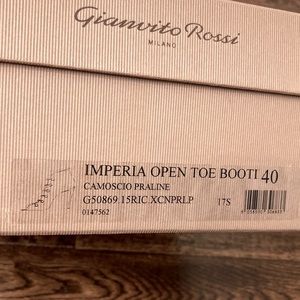 Gianvito Rossi
MILANO
IMPERIA OPEN TOE BOOTI 40
CAMOSCIO PRALINE
G50869.15RIC.XCNPRLP 17S
0147562